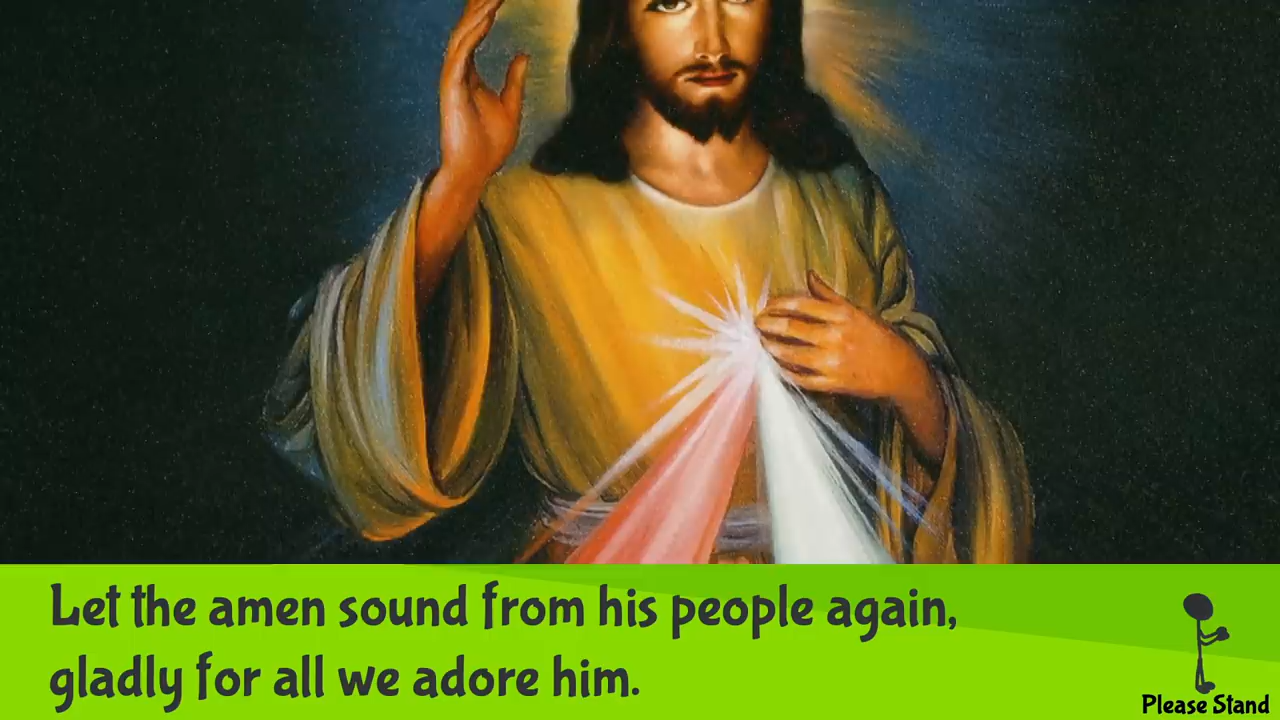 Let the amen sound from his people again,
gladly for all we adore him.
Please Stand